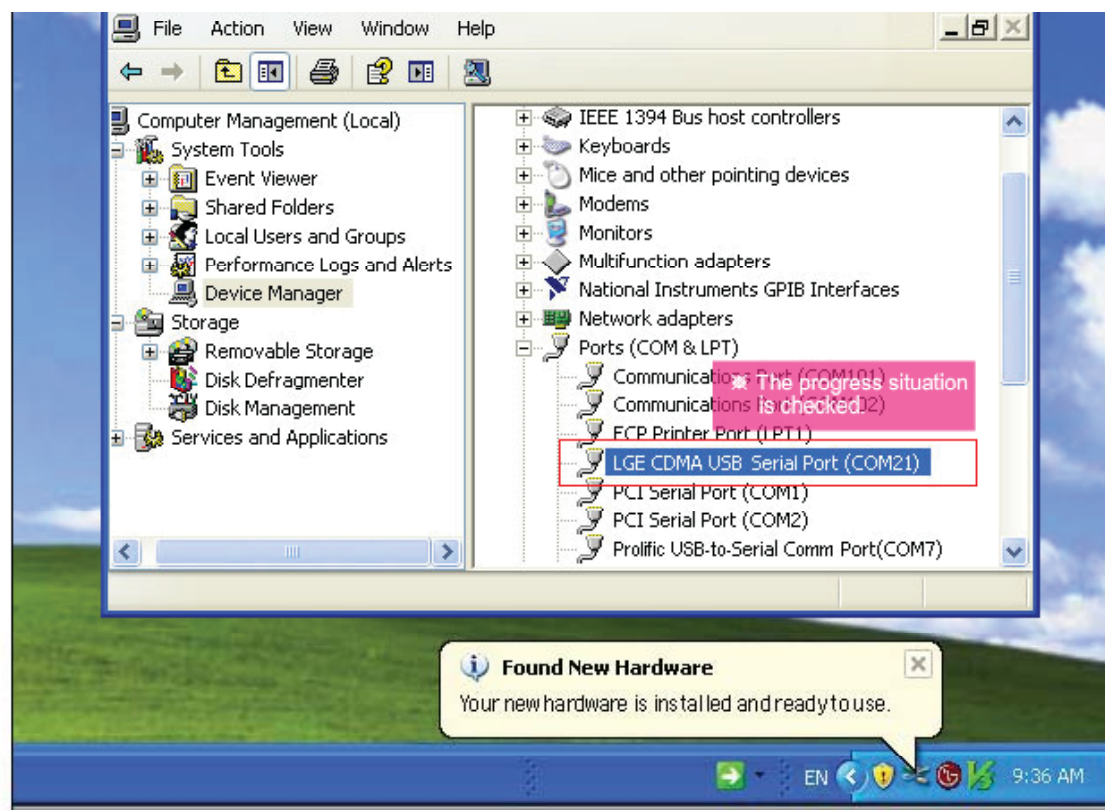 File Action View Window Help
Computer Management (Local)
System Tools
Event Viewer
Shared Folders
Local Users and Groups
Performance Logs and Alerts
Device Manager
Storage
Removable Storage
Disk Defragmenter
Disk Management
Services and Applications
IEEE 1394 Bus host controllers
Keyboards
Mice and other pointing devices
Modems
Monitors
Multifunction adapters
National Instruments GPIB Interfaces
Network adapters
Ports (COM & LPT)
Communications Port (COM101)
※ The progress situation
is checked.
Communications Port (COM102)
ECP Printer Port (LPT1)
LGE CDMA USB Serial Port (COM21)
PCI Serial Port (COM1)
PCI Serial Port (COM2)
Prolific USB-to-Serial Comm Port(COM7)
Found New Hardware
Your new hardware is installed and ready to use.
EN 9:36 AM